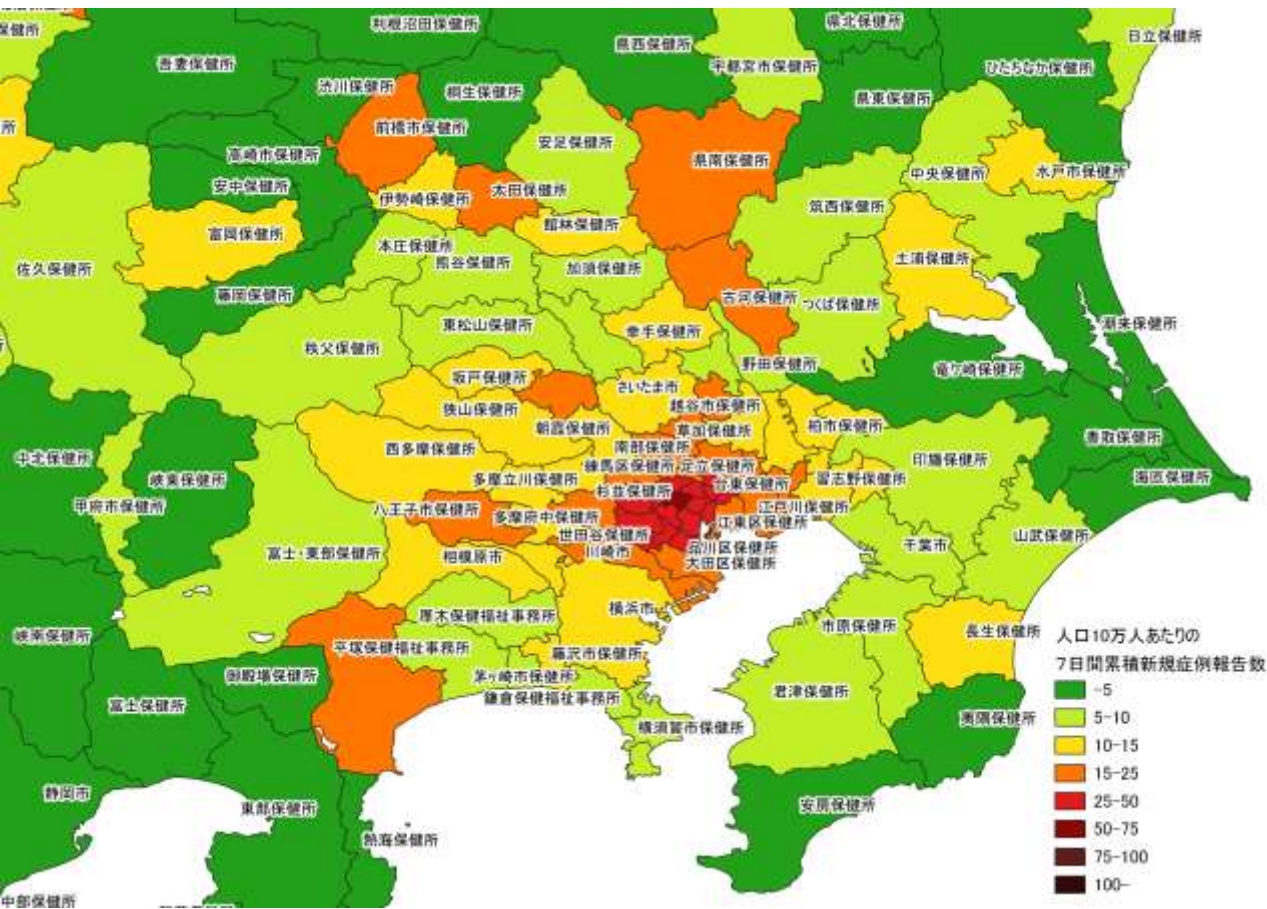 保健所
利根沼田保健所
県北保健所
吾妻保健所
県西保健所
日立保健所
宇都宮市保健所
ひたちなか保健所
渋川保健所
桐生保健所
県東保健所
所
前橋市保健所
安足保健所
高崎市保健所
県南保健所
安中保健所
中央保健所
水戸市保健所
伊勢崎保健所
太田保健所
筑西保健所
富岡保健所
館林保健所
本庄保健所
土浦保健所
佐久保健所
熊谷保健所
加須保健所
藤岡保健所
古河保健所
つくば保健所
東松山保健所
幸手保健所
潮来保健所
秩父保健所
野田保健所
竜ケ崎保健所
坂戸保健所
さいたま市
狭山保健所
越谷市保健所
朝霞保健所
草加保健所
柏市保健所
西多摩保健所
南部保健所
香取保健所
中北保健所
練馬区保健所
足立保健所
印旛保健所
峡東保健所
多摩立川保健所
台東保健所
習志野保健所
海匝保健所
杉並保健所
甲府市保健所
八王子市保健所
多摩府中保健所
江戸川保健所
江東区保健所
世田谷保健所
山武保健所
富士・東部保健所
相模原市
川崎市
品川区保健所
千葉市
大田区保健所
厚木保健福祉事務所
横浜市
市原保健所
長生保健所
峡南保健所
平塚保健福祉事務所
藤沢市保健所
御殿場保健所
茅ヶ崎市保健所
君津保健所
鎌倉保健福祉事務所
富士保健所
横須賀市保健所
夷隅保健所
静岡市
東部保健所
安房保健所
熱海保健所
中部保健所
人口10万人あたりの
7日間累積新規症例報告数
-5
5-10
10-15
15-25
25-50
50-75
75-100
100-